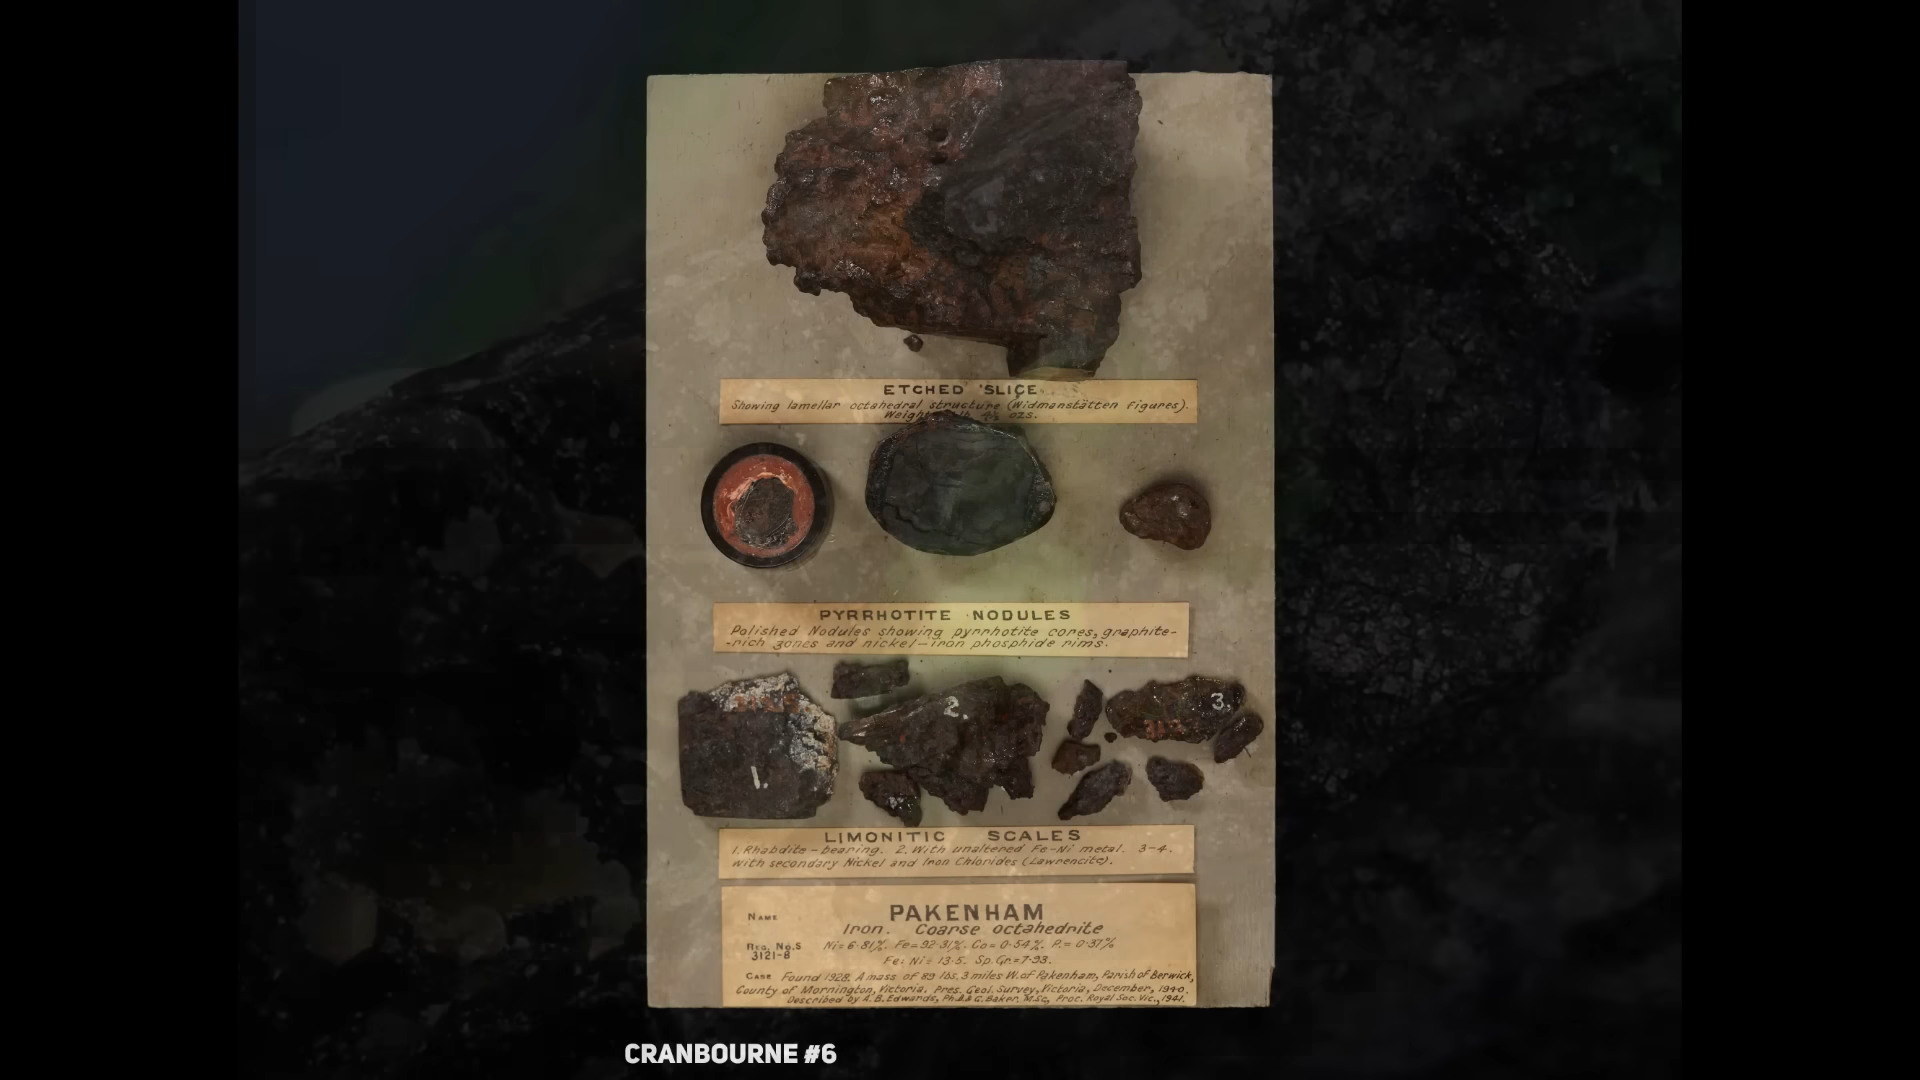 ETCHED SLICE
Showing lamellar octahedral structure (Widmanstätten Figures).
Weight ozs.
PYRRHOTITE NODULES
Polished Nodules showing pyrrhotite cores, graphite-
-rich zones and nickel-iron phosphide rims.
3.
2.
1.
LIMONITIC SCALES
1. Rhabdite-bearing. 2. With unaltered Fe-Ni metal. 3-4.
with secondary Nickel and Iron Chlorides (Lawrencite).
NAME PAKENHAM
Iron. Coarse octahedrite
REG. No.S 3121-8
Ni = 6·81%. Fe = 92·31%. Co = 0·54%. P. = 0·37%
Fe: Ni = 13·5. Sp. Gr. = 7·93.
CASE Found 1928. A mass of 89 lbs. 3 miles W. of Pakenham, Parish of Berwick,
County of Mornington, Victoria. Pres. Geol. Survey, Victoria, December, 1940.
Described by A. B. Edwards, Ph.D. & G. Baker, M.Sc., Proc. Royal Soc. Vic., 1941.
CRANBOURNE #6